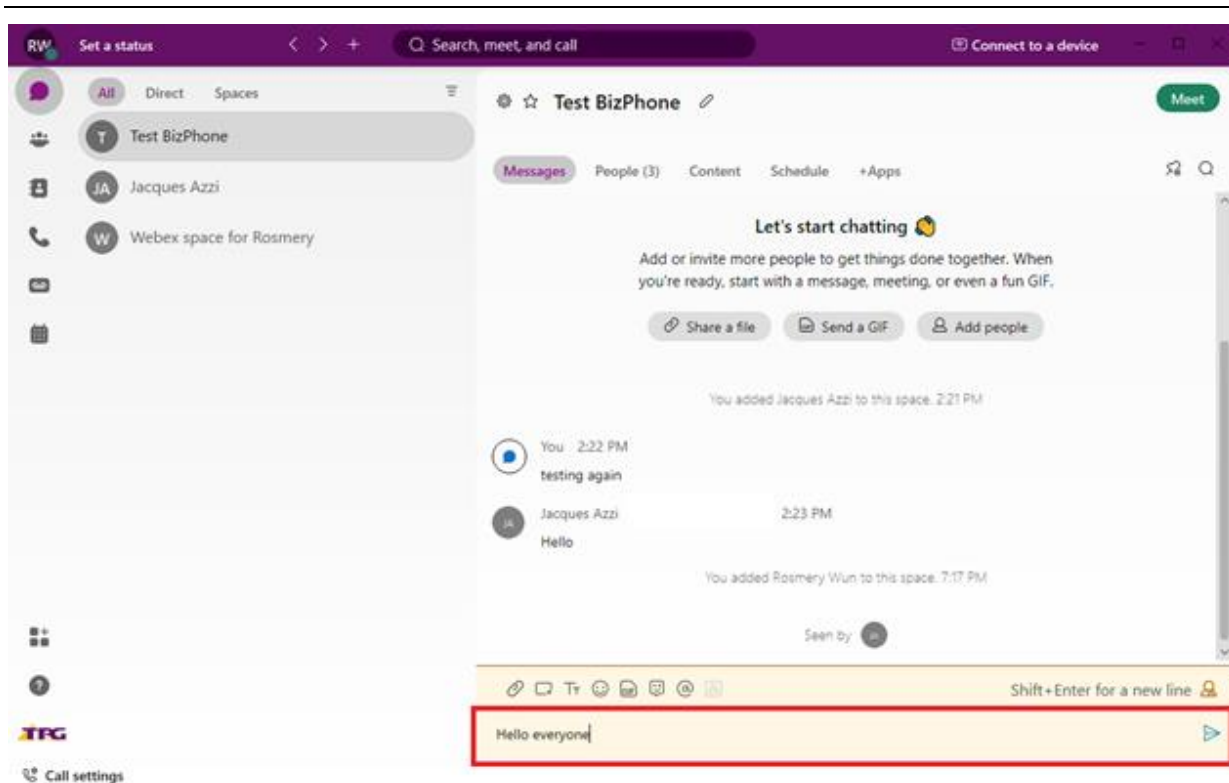 RW Set a status + Search, meet, and call Connect to a device
All Direct Spaces
T Test BizPhone
JA Jacques Azzi
W Webex space for Rosmery
Test BizPhone Meet
Messages People (3) Content Schedule +Apps
Let's start chatting
Add or invite more people to get things done together. When
you're ready, start with a message, meeting, or even a fun GIF.
Share a file Send a GIF Add people
You added Jacques Azzi to this space. 2:21 PM
You 2:22 PM
testing again
JA Jacques Azzi 2:23 PM
Hello
You added Rosmery Wun to this space. 7:17 PM
Seen by JA
Shift+Enter for a new line
Hello everyone
TPG
Call settings